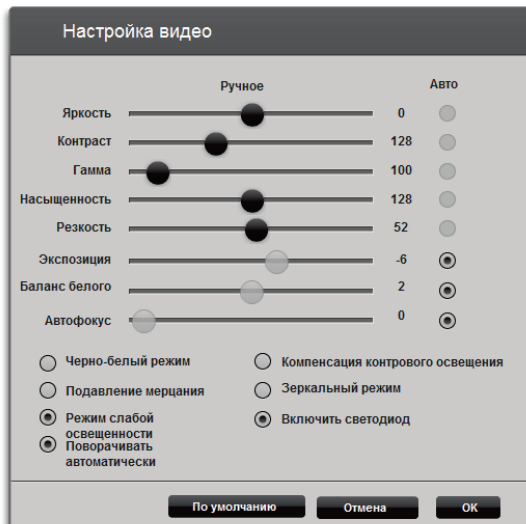 Настройка видео
Ручное Авто
Яркость 0
Контраст 128
Гамма 100
Насыщенность 128
Резкость 52
Экспозиция -6
Баланс белого 2
Автофокус 0
Черно-белый режим Компенсация контрового освещения
Подавление мерцания Зеркальный режим
Режим слабой Включить светодиод
освещенности
Поворачивать
автоматически
По умолчанию Отмена ОК